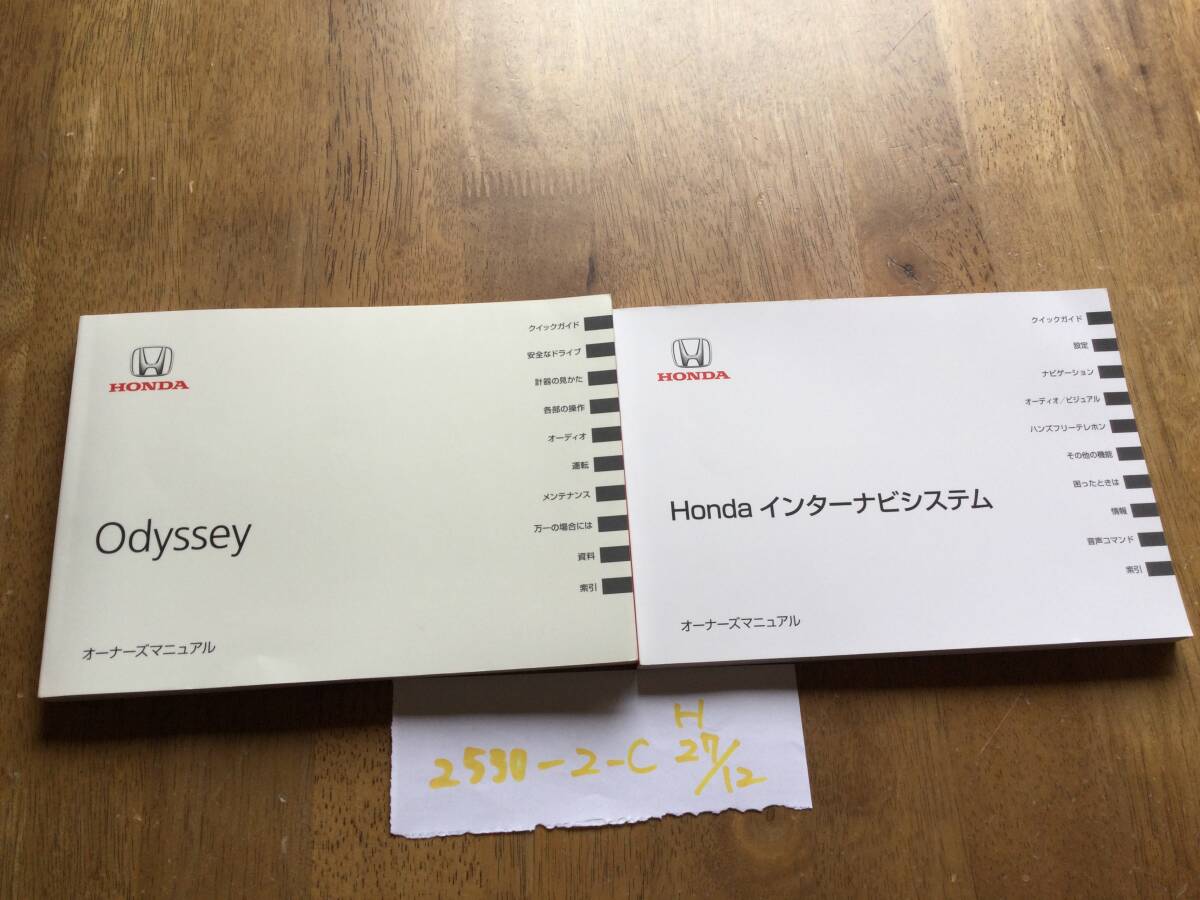 HONDA
クイックガイド
安全なドライブ
計器の見かた
各部の操作
オーディオ
運転
メンテナンス
万一の場合には
資料
索引
Odyssey
オーナーズマニュアル
HONDA
クイックガイド
設定
ナビゲーション
オーディオ/ビジュアル
ハンズフリーテレホン
その他の機能
困ったときは
情報
音声コマンド
索引
Honda インターナビシステム
オーナーズマニュアル
2530-2-C
H
27/12